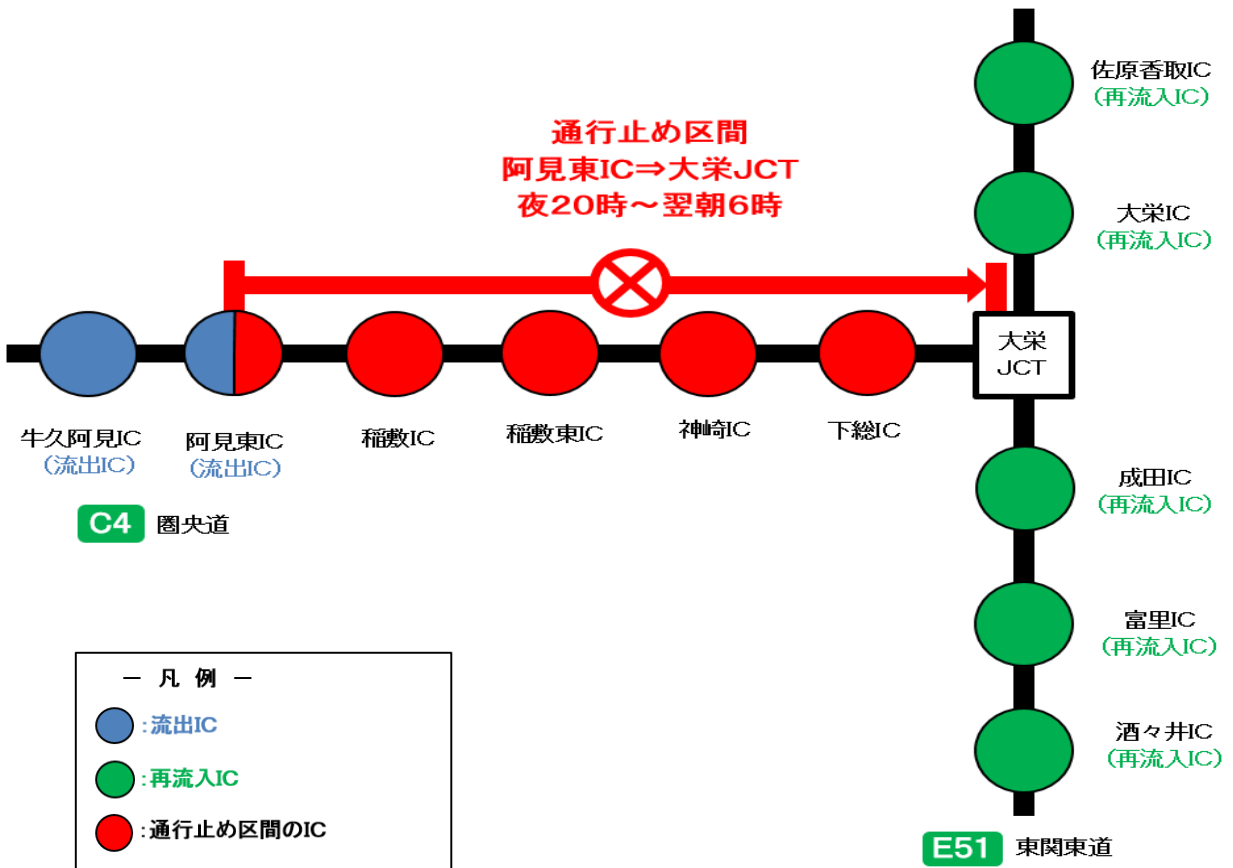 佐原香取IC
(再流入IC)
通行止め区間
阿見東IC⇒大栄JCT
夜20時～翌朝6時
大栄IC
(再流入IC)
大栄
JCT
牛久阿見IC
(流出IC)
阿見東IC
(流出IC)
稲敷IC
稲敷東IC
神崎IC
下総IC
成田IC
(再流入IC)
C4 圏央道
富里IC
(再流入IC)
－ 凡 例 －
:流出IC
:再流入IC
:通行止め区間のIC
酒々井IC
(再流入IC)
E51 東関東道